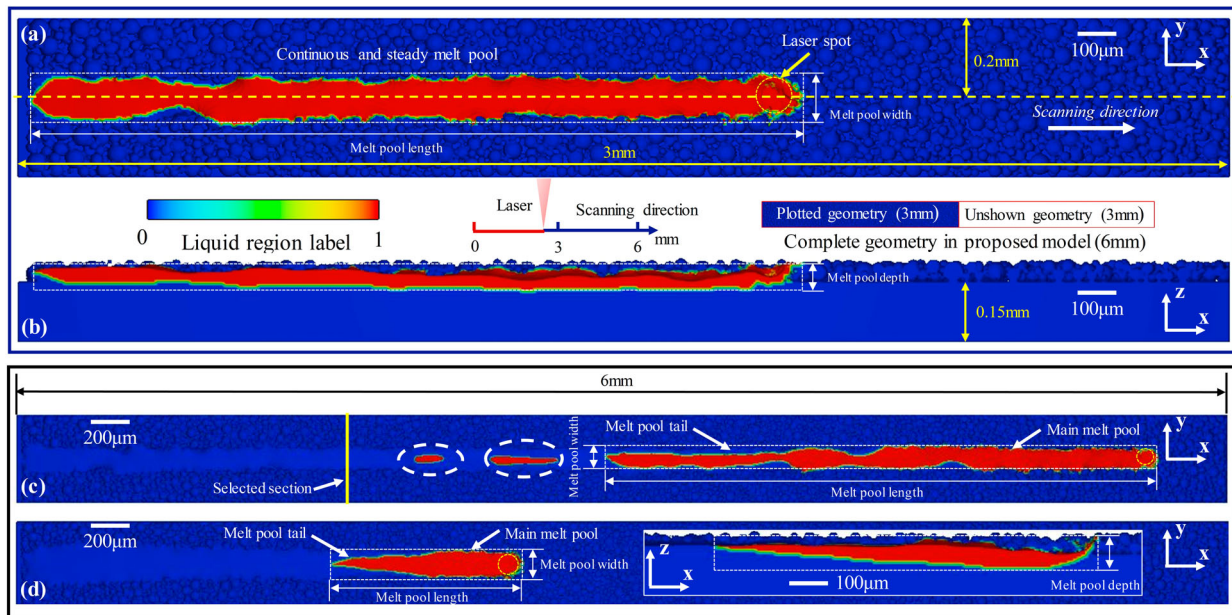 (a)
Continuous and steady melt pool
Laser spot
0.2mm
100μm
y
x
Melt pool width
Scanning direction
Melt pool length
3mm
0
1
Liquid region label
Laser
Scanning direction
0
3
6
mm
Plotted geometry (3mm)
Unshown geometry (3mm)
Complete geometry in proposed model (6mm)
Melt pool depth
(b)
0.15mm
100μm
z
x
6mm
200μm
Selected section
(c)
Melt pool width
Melt pool tail
Main melt pool
Melt pool length
y
x
200μm
(d)
Melt pool tail
Main melt pool
Melt pool width
Melt pool length
z
x
100μm
Melt pool depth
y
x